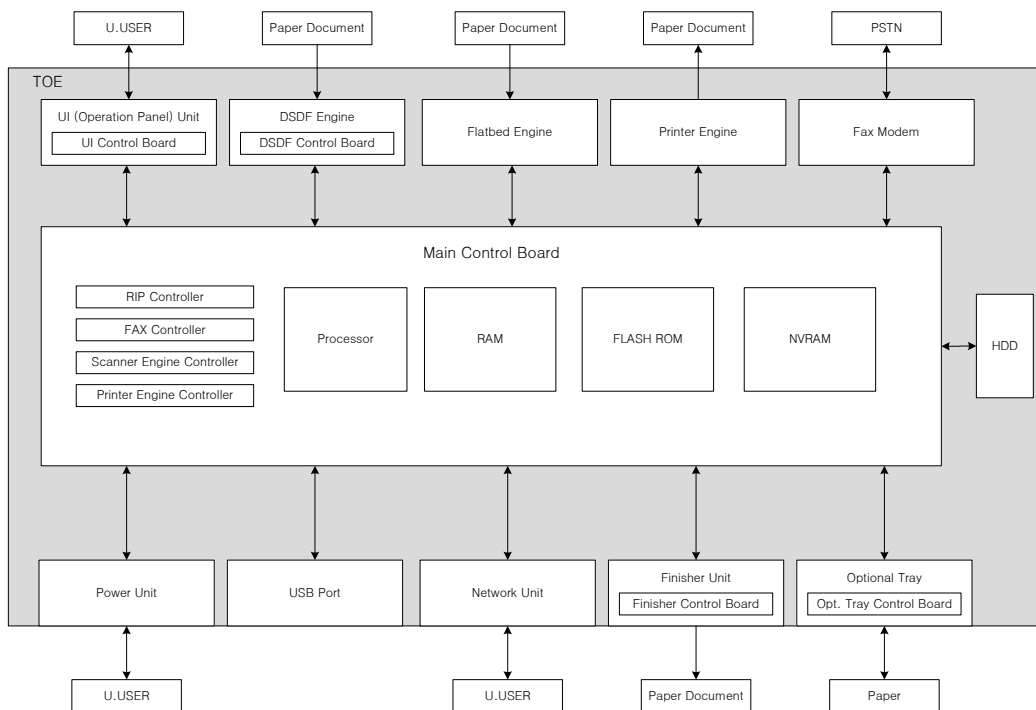 U.USER
Paper Document
Paper Document
Paper Document
PSTN
TOE
UI (Operation Panel) Unit
UI Control Board
DSDF Engine
DSDF Control Board
Flatbed Engine
Printer Engine
Fax Modem
Main Control Board
RIP Controller
FAX Controller
Scanner Engine Controller
Printer Engine Controller
Processor
RAM
FLASH ROM
NVRAM
HDD
Power Unit
USB Port
Network Unit
Finisher Unit
Finisher Control Board
Optional Tray
Opt. Tray Control Board
U.USER
U.USER
Paper Document
Paper